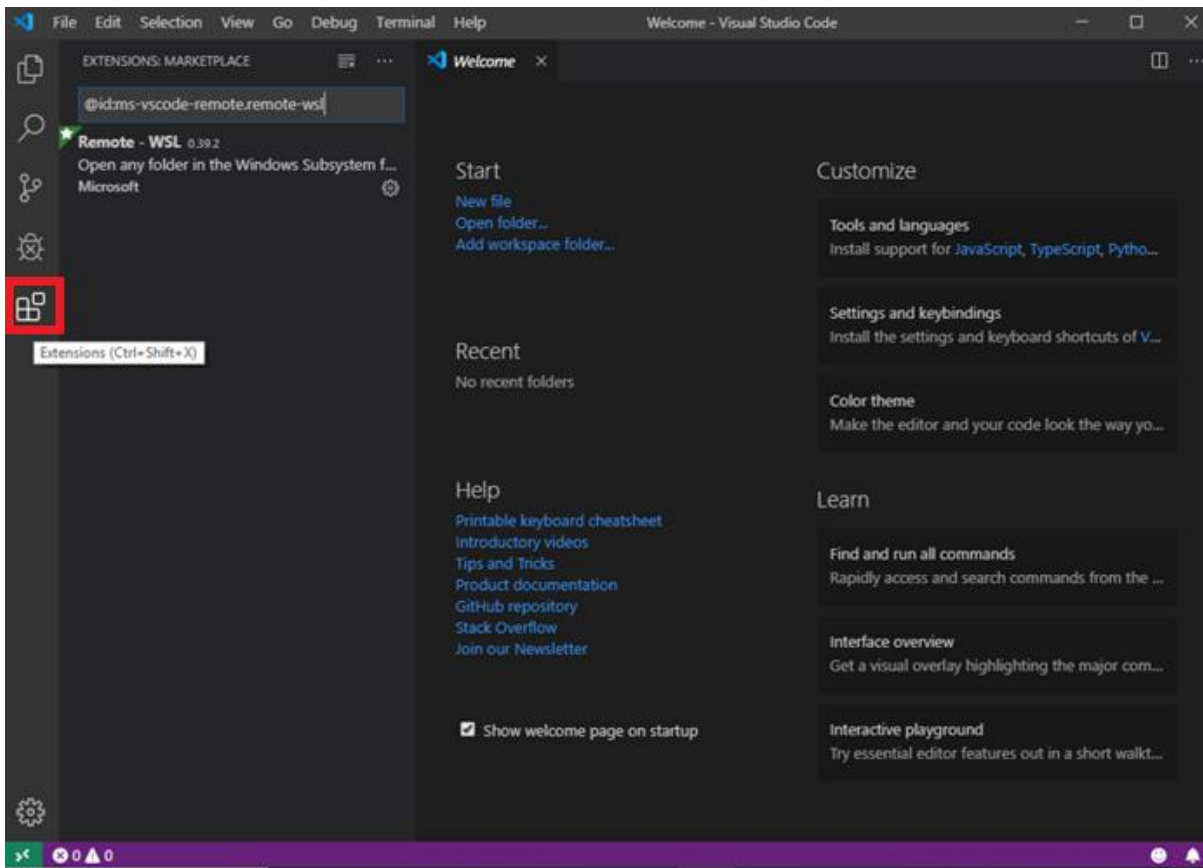 File Edit Selection View Go Debug Terminal Help Welcome - Visual Studio Code
EXTENSIONS: MARKETPLACE
@id:ms-vscode-remote.remote-wsl
Remote - WSL 0.39.2
Open any folder in the Windows Subsystem f...
Microsoft
Extensions (Ctrl+Shift+X)
Welcome
Start
New file
Open folder...
Add workspace folder...
Recent
No recent folders
Help
Printable keyboard cheatsheet
Introductory videos
Tips and Tricks
Product documentation
GitHub repository
Stack Overflow
Join our Newsletter
Show welcome page on startup
Customize
Tools and languages
Install support for JavaScript, TypeScript, Pytho...
Settings and keybindings
Install the settings and keyboard shortcuts of V...
Color theme
Make the editor and your code look the way yo...
Learn
Find and run all commands
Rapidly access and search commands from the ...
Interface overview
Get a visual overlay highlighting the major com...
Interactive playground
Try essential editor features out in a short walkt...
0 0